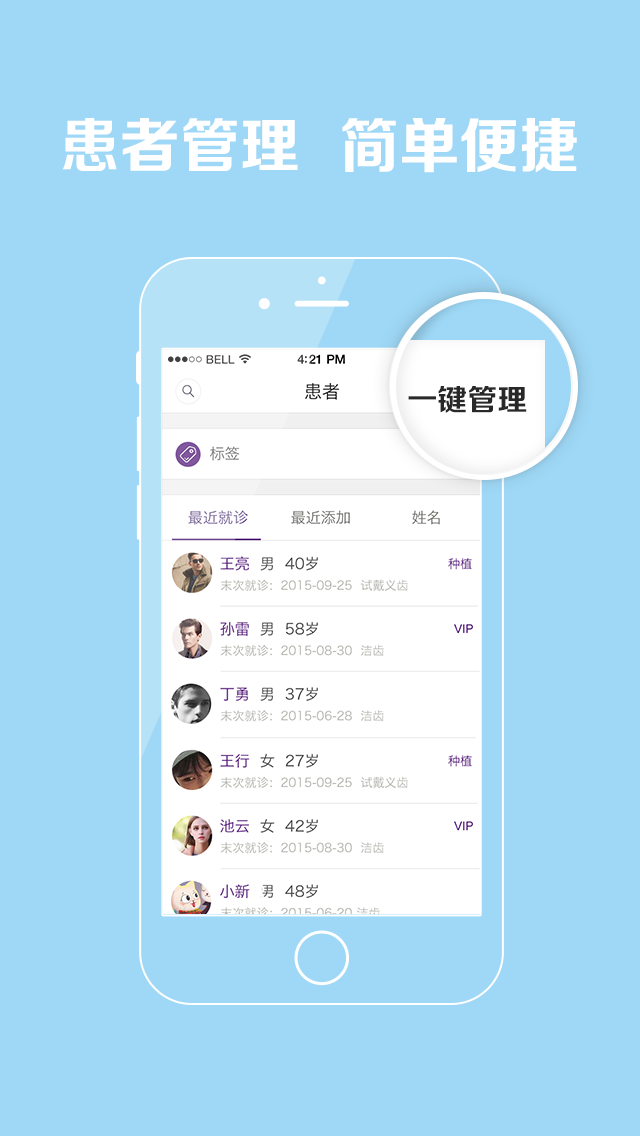 患者管理 简单便捷
BELL 4:21 PM
患者
一键管理
标签
最近就诊 最近添加 姓名
王亮 男 40岁 种植
末次就诊：2015-09-25 试戴义齿
孙雷 男 58岁 VIP
末次就诊：2015-08-30 洁齿
丁勇 男 37岁
末次就诊：2015-06-28 洁齿
王行 女 27岁 种植
末次就诊：2015-09-25 试戴义齿
池云 女 42岁 VIP
末次就诊：2015-08-30 洁齿
小新 男 48岁
末次就诊：2015-06-20 洁齿